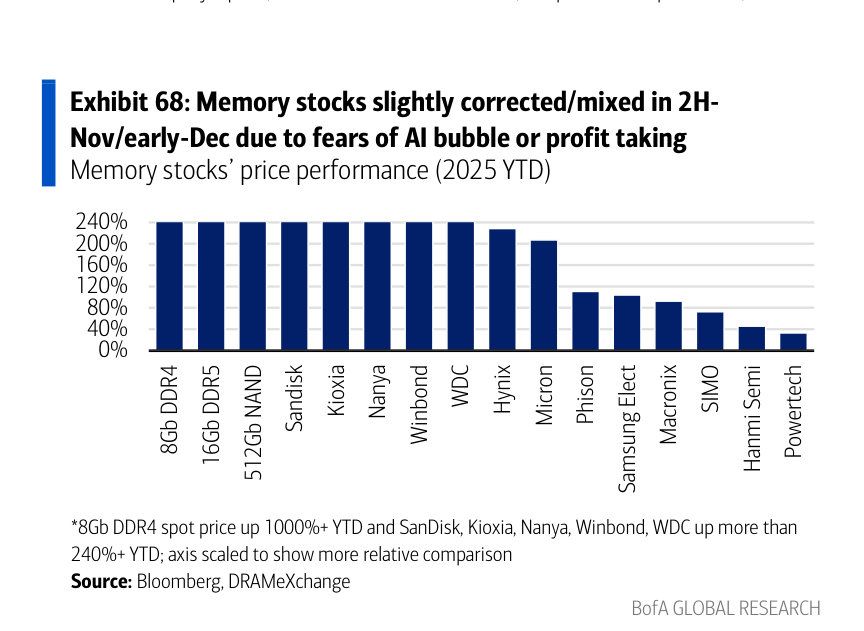 Exhibit 68: Memory stocks slightly corrected/mixed in 2H-
Nov/early-Dec due to fears of AI bubble or profit taking
Memory stocks’ price performance (2025 YTD)
240%
200%
160%
120%
80%
40%
0%
8Gb DDR4
16Gb DDR5
512Gb NAND
Sandisk
Kioxia
Nanya
Winbond
WDC
Hynix
Micron
Phison
Samsung Elect
Macronix
SIMO
Hanmi Semi
Powertech
*8Gb DDR4 spot price up 1000%+ YTD and SanDisk, Kioxia, Nanya, Winbond, WDC up more than
240%+ YTD; axis scaled to show more relative comparison
Source: Bloomberg, DRAMeXchange
BofA GLOBAL RESEARCH